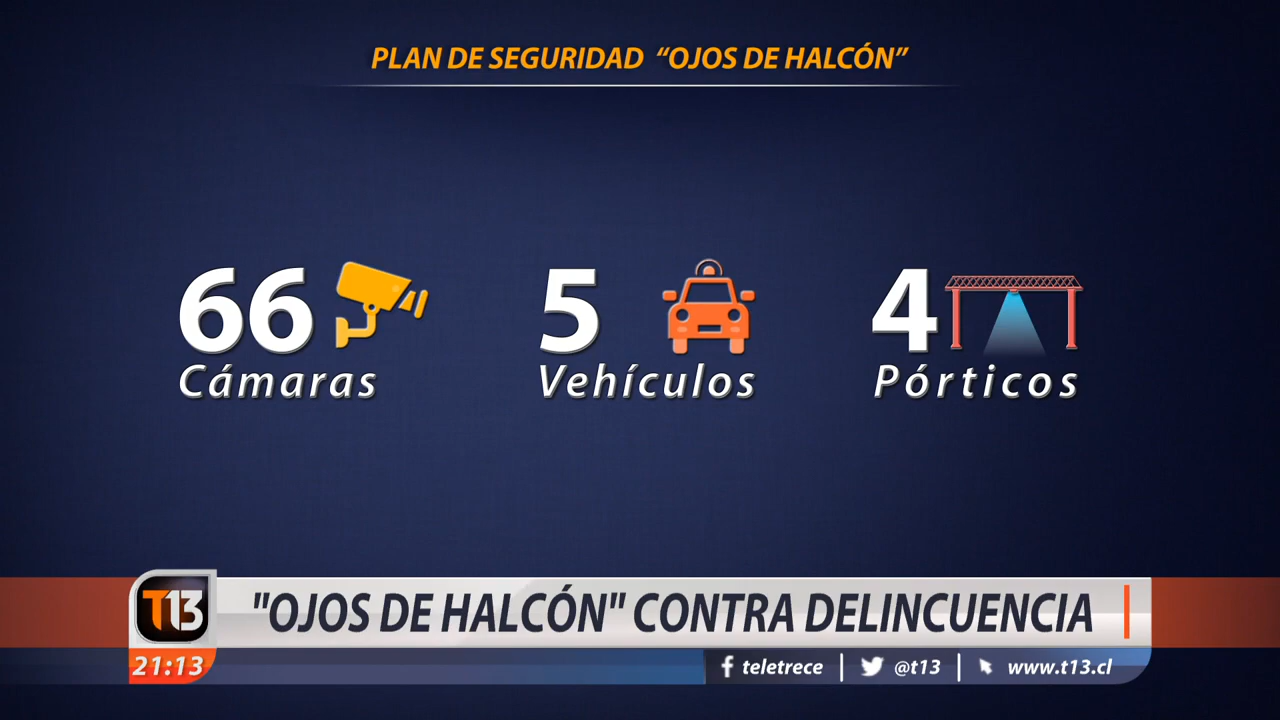 PLAN DE SEGURIDAD “OJOS DE HALCÓN”
66
Cámaras
5
Vehículos
4
Pórticos
T13
"OJOS DE HALCÓN" CONTRA DELINCUENCIA
21:13
teletrece | @t13 | www.t13.cl